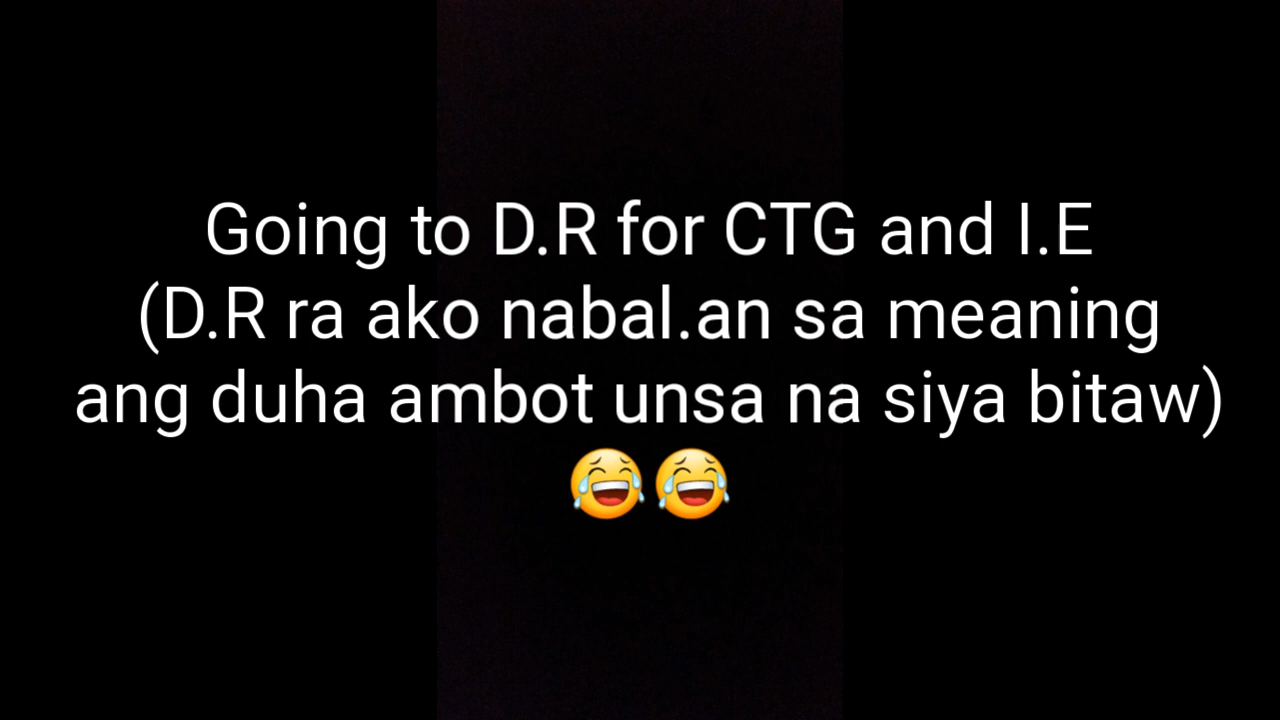 Going to D.R for CTG and I.E
(D.R ra ako nabal.an sa meaning
ang duha ambot unsa na siya bitaw)
😂😂